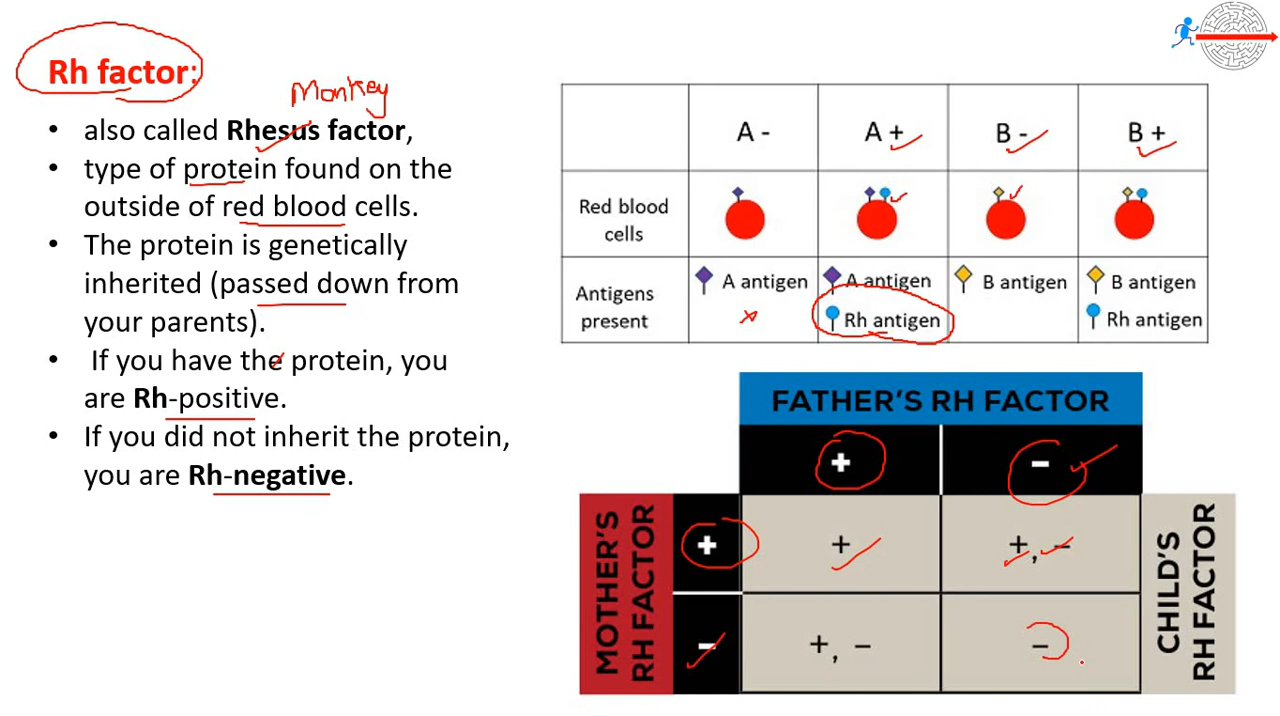 Rh factor:
Monkey
• also called Rhesus factor,
• type of protein found on the
outside of red blood cells.
• The protein is genetically
inherited (passed down from
your parents).
• If you have the protein, you
are Rh-positive.
• If you did not inherit the protein,
you are Rh-negative.
A - A + B - B +
Red blood
cells
Antigens
present
A antigen A antigen B antigen B antigen
Rh antigen Rh antigen
FATHER'S RH FACTOR
+ -
MOTHER'S
RH FACTOR
+ + +, -
- +, - -
CHILD'S
RH FACTOR